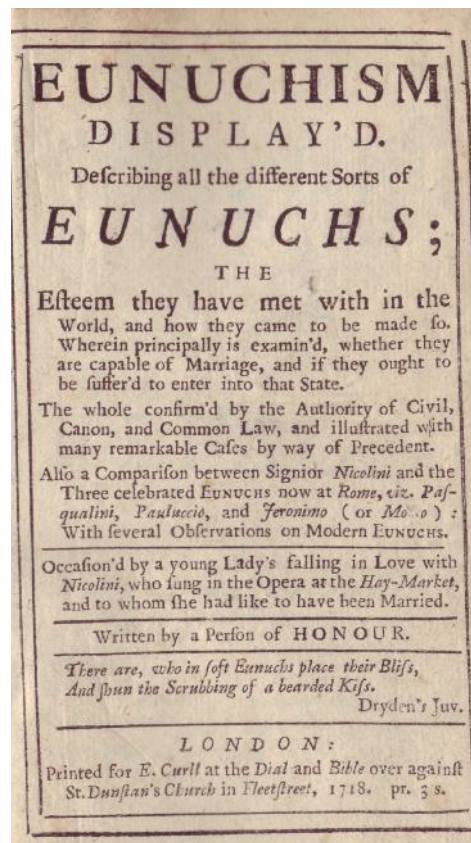 EUNUCHISM
DISPLAY'D.
Deſcribing all the different Sorts of
EUNUCHS;
THE
Eſteem they have met with in the
World, and how they came to be made ſo.
Wherein principally is examin'd, whether they
are capable of Marriage, and if they ought to
be ſuffer'd to enter into that State.
The whole confirm'd by the Authority of Civil,
Canon, and Common Law, and illuſtrated with
many remarkable Caſes by way of Precedent.
Alſo a Compariſon between Signior Nicolini and the
Three celebrated EUNUCHS now at Rome, viz. Paſ-
qualini, Pauluccio, and Jeronimo (or ):
With ſeveral Obſervations on Modern EUNUCHS.
Occaſion'd by a young Lady's falling in Love with
Nicolini, who ſung in the Opera at the Hay-Market,
and to whom ſhe had like to have been Married.
Written by a Perſon of HONOUR.
There are, who in ſoft Eunuchs place their Bliſs,
And ſhun the Scrubbing of a bearded Kiſs.
Dryden's Juv.
LONDON:
Printed for E. Curll at the Dial and Bible over againſt
St. Dunſtan's Church in Fleetſtreet, 1718. pr. 3 s.